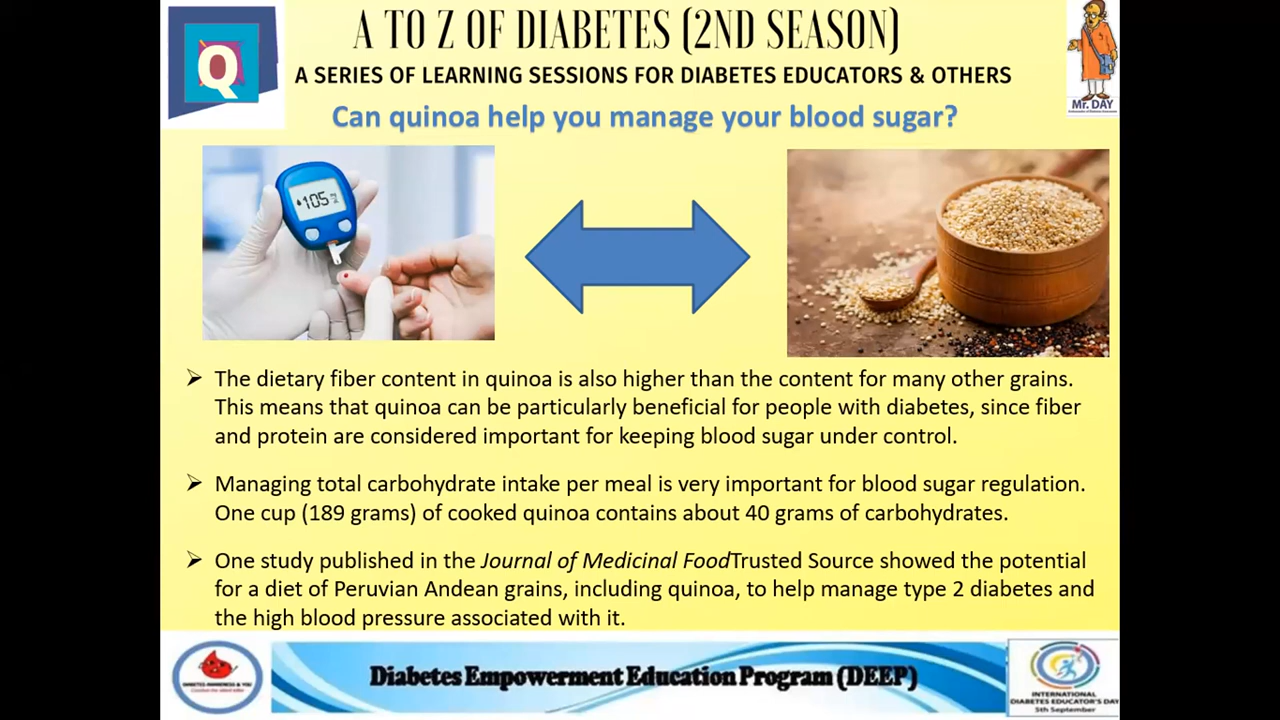 A TO Z OF DIABETES (2ND SEASON)
Q
A SERIES OF LEARNING SESSIONS FOR DIABETES EDUCATORS & OTHERS
Mr. DAY
Can quinoa help you manage your blood sugar?
105
The dietary fiber content in quinoa is also higher than the content for many other grains.
This means that quinoa can be particularly beneficial for people with diabetes, since fiber
and protein are considered important for keeping blood sugar under control.
Managing total carbohydrate intake per meal is very important for blood sugar regulation.
One cup (189 grams) of cooked quinoa contains about 40 grams of carbohydrates.
One study published in the Journal of Medicinal FoodTrusted Source showed the potential
for a diet of Peruvian Andean grains, including quinoa, to help manage type 2 diabetes and
the high blood pressure associated with it.
DIABETES AWARENESS & YOU
Diabetes Empowerment Education Program (DEEP)
INTERNATIONAL
DIABETES EDUCATOR'S DAY
5th September